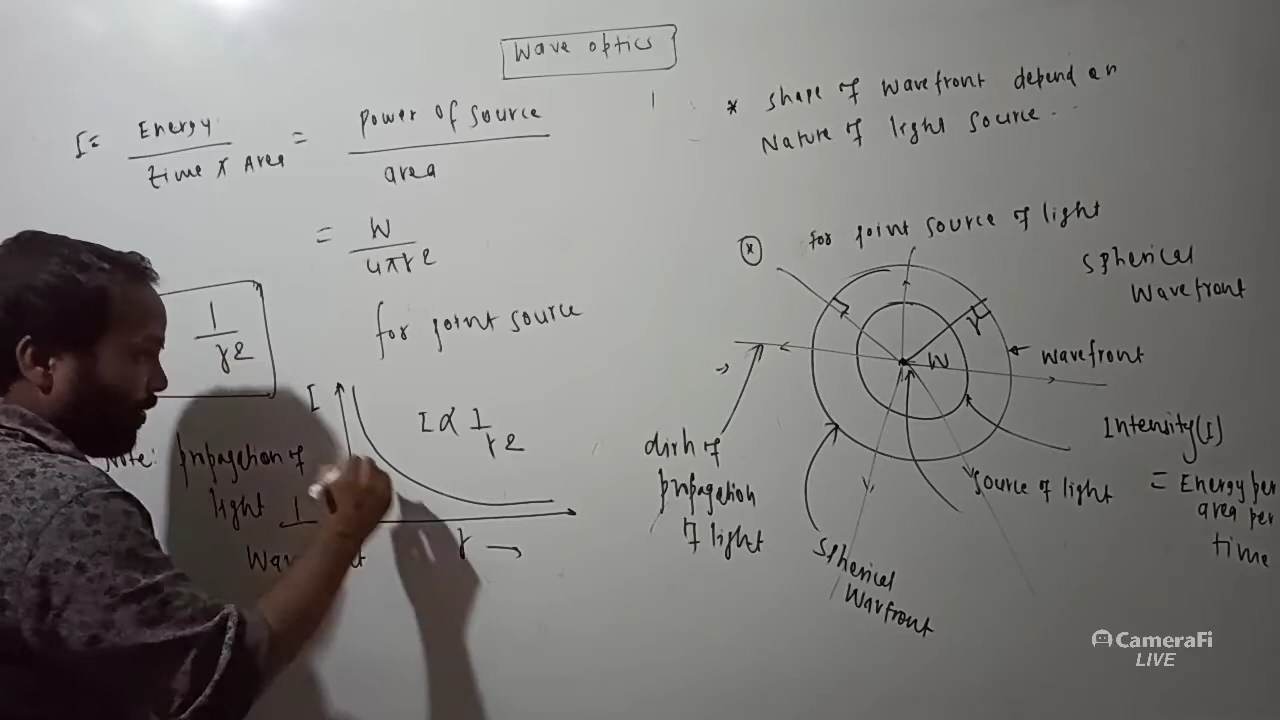 Wave optics
I = Energy / time × Area = Power of source / area
= W / 4πr2
for point source
1 / r2
I
I ∝ 1 / r2
r →
Note: propagation of
light ⊥
* shape of wavefront depend on
Nature of light source.
* for point source of light
Spherical
Wavefront
r
W
wavefront
Intensity(I)
= Energy per
area per
time
source of light
dirn of
propagation
of light
Spherical
Wavfront
CameraFi
LIVE